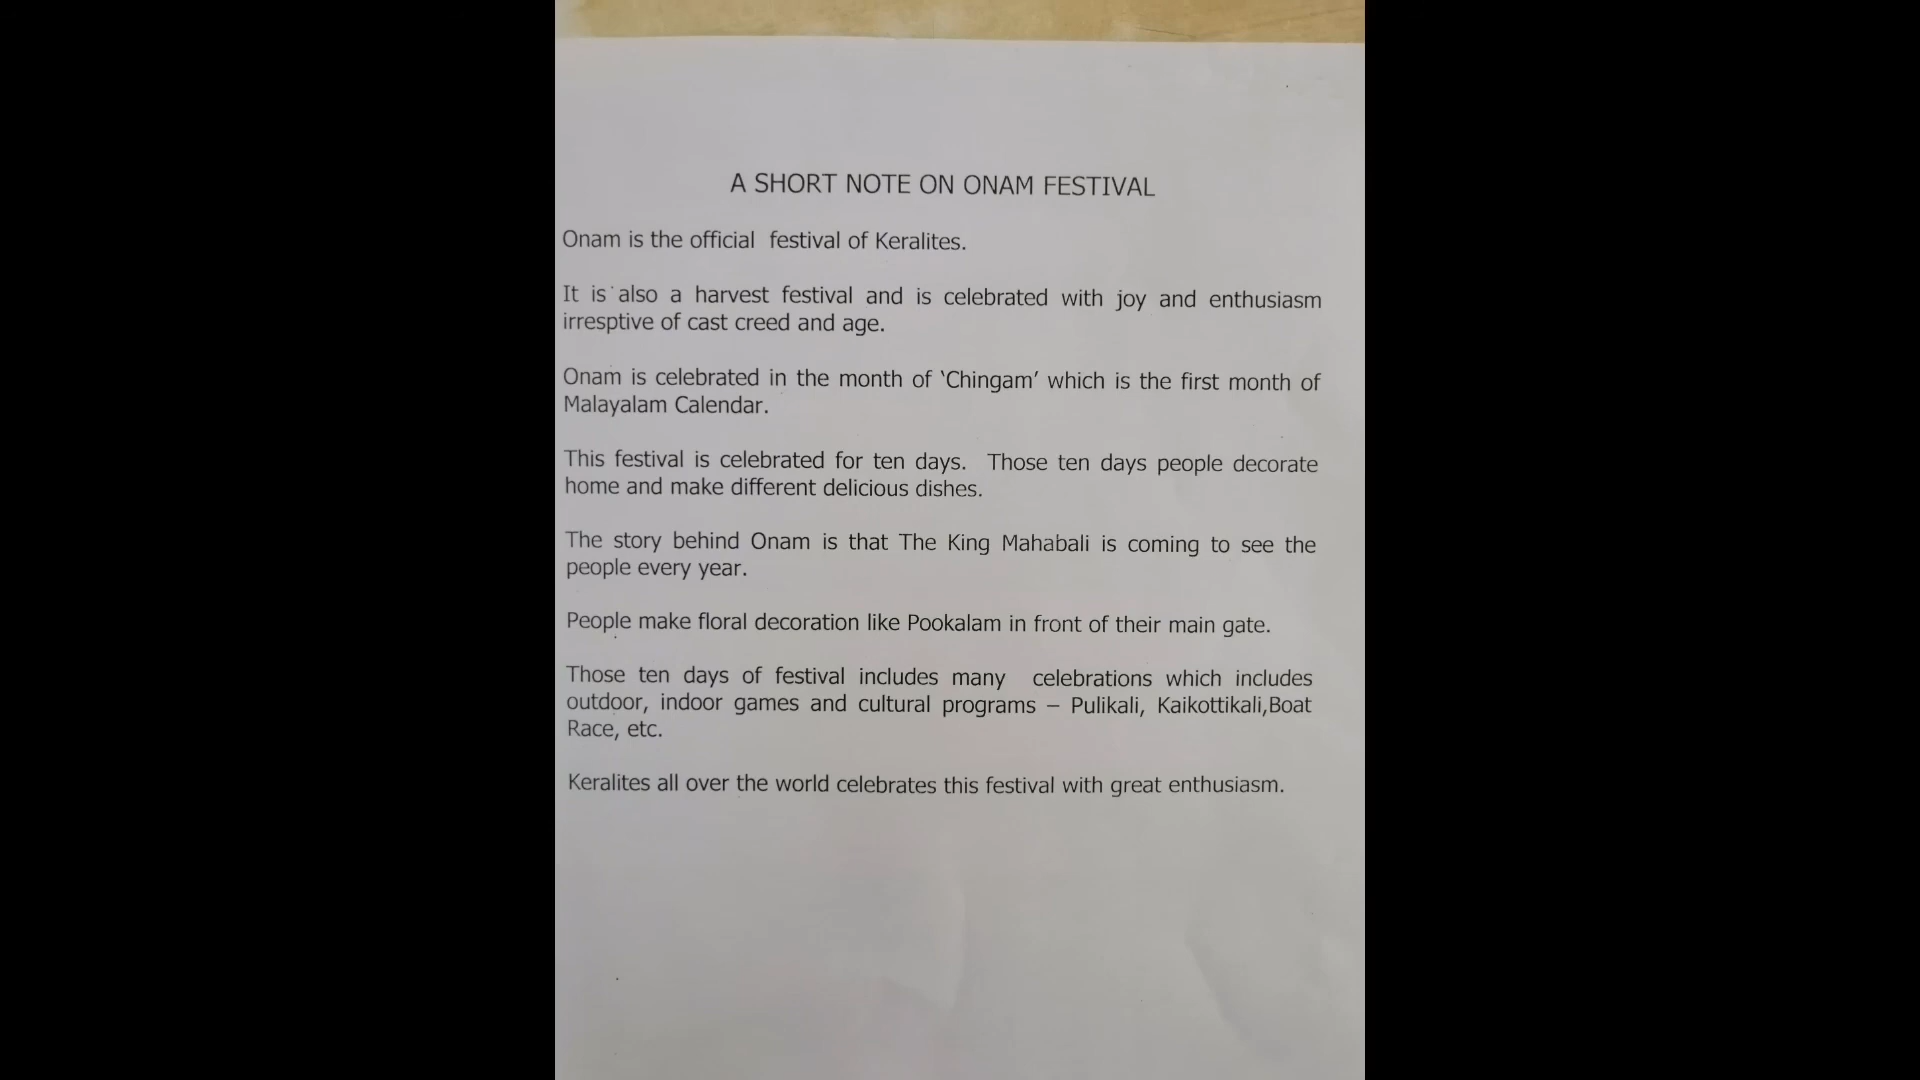 A SHORT NOTE ON ONAM FESTIVAL
Onam is the official  festival of Keralites.
It is also a harvest festival and is celebrated with joy and enthusiasm
irresptive of cast creed and age.
Onam is celebrated in the month of ‘Chingam’ which is the first month of
Malayalam Calendar.
This festival is celebrated for ten days.  Those ten days people decorate
home and make different delicious dishes.
The story behind Onam is that The King Mahabali is coming to see the
people every year.
People make floral decoration like Pookalam in front of their main gate.
Those ten days of festival includes many  celebrations which includes
outdoor, indoor games and cultural programs – Pulikali, Kaikottikali,Boat
Race, etc.
Keralites all over the world celebrates this festival with great enthusiasm.